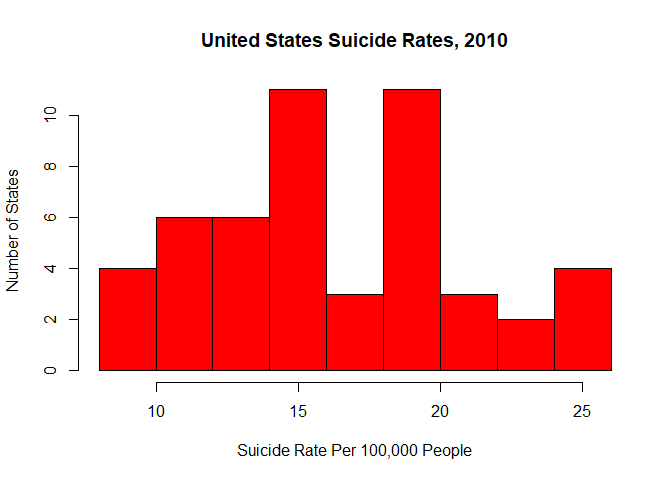 United States Suicide Rates, 2010
Number of States
10
8
6
4
2
0
10 15 20 25
Suicide Rate Per 100,000 People